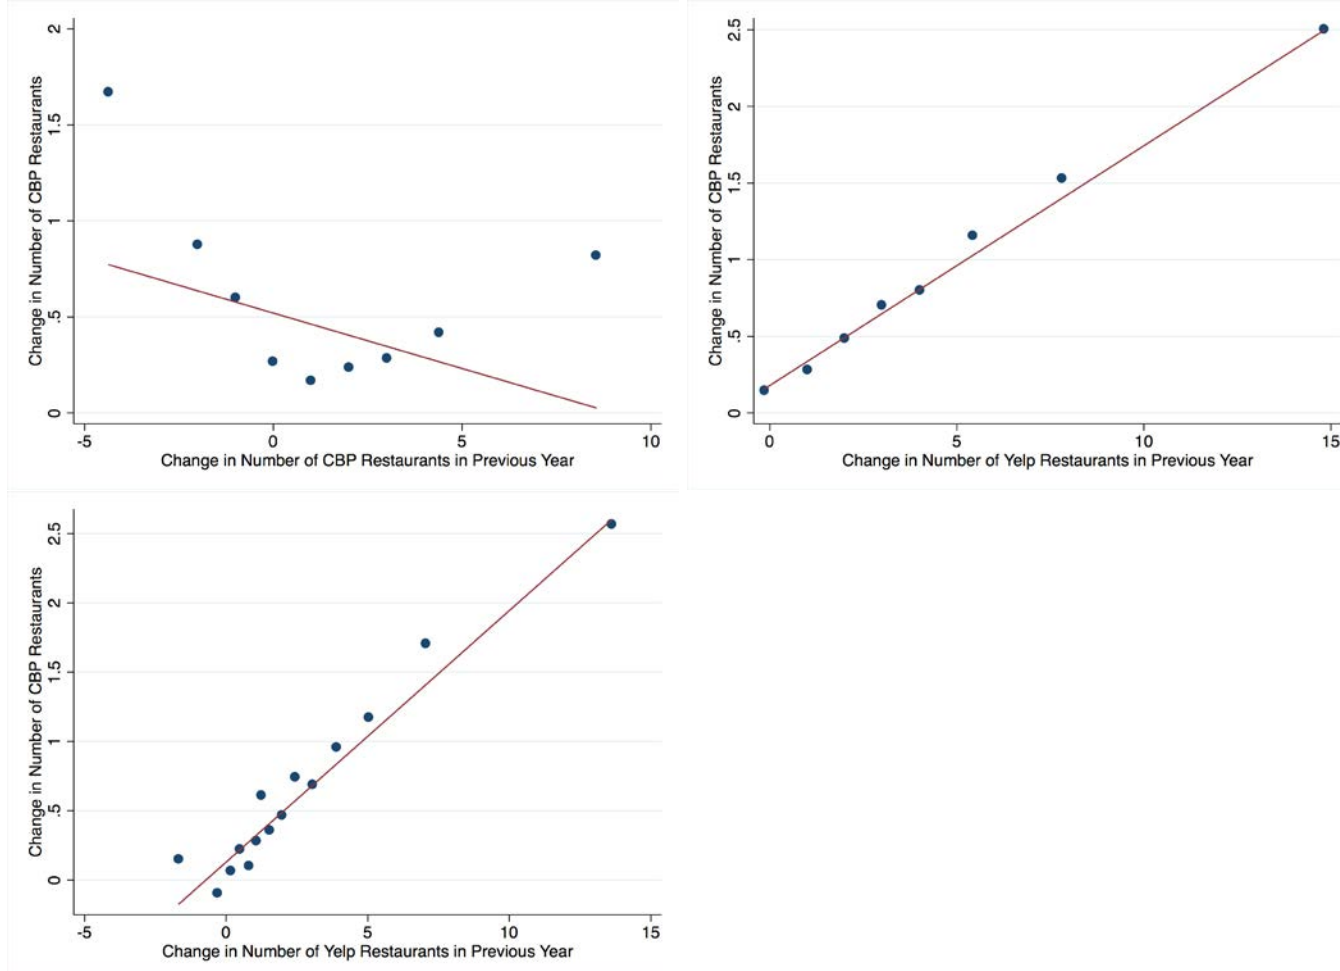 Change in Number of CBP Restaurants
2
1.5
1
.5
0
-5 0 5 10
Change in Number of CBP Restaurants in Previous Year
Change in Number of CBP Restaurants
2.5
2
1.5
1
.5
0
0 5 10 15
Change in Number of Yelp Restaurants in Previous Year
Change in Number of CBP Restaurants
2.5
2
1.5
1
.5
0
-5 0 5 10 15
Change in Number of Yelp Restaurants in Previous Year